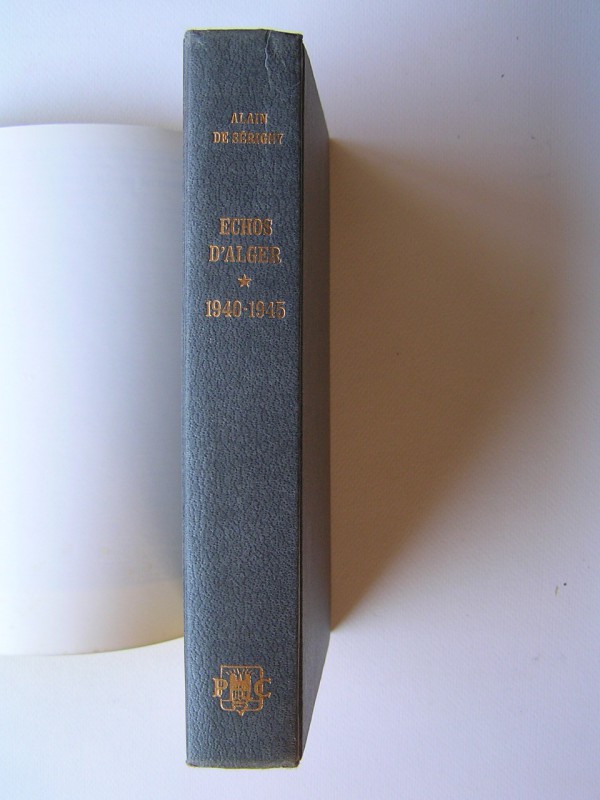 ALAIN
DE SÉRIGNY
ECHOS
D'ALGER
1940-1945
PMC